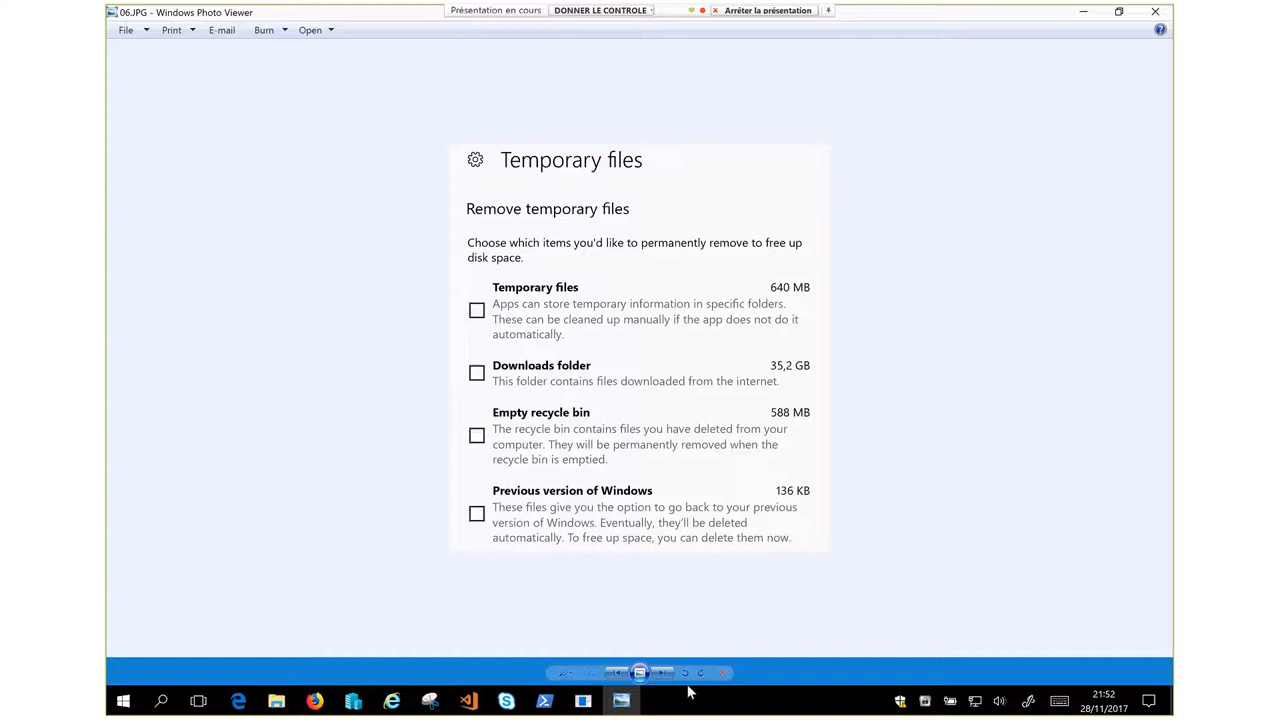 06.JPG - Windows Photo Viewer
Présentation en cours DONNER LE CONTROLE Arrêter la présentation
File Print E-mail Burn Open
Temporary files
Remove temporary files
Choose which items you'd like to permanently remove to free up
disk space.
Temporary files 640 MB
Apps can store temporary information in specific folders.
These can be cleaned up manually if the app does not do it
automatically.
Downloads folder 35,2 GB
This folder contains files downloaded from the internet.
Empty recycle bin 588 MB
The recycle bin contains files you have deleted from your
computer. They will be permanently removed when the
recycle bin is emptied.
Previous version of Windows 136 KB
These files give you the option to go back to your previous
version of Windows. Eventually, they'll be deleted
automatically. To free up space, you can delete them now.
21:52
28/11/2017